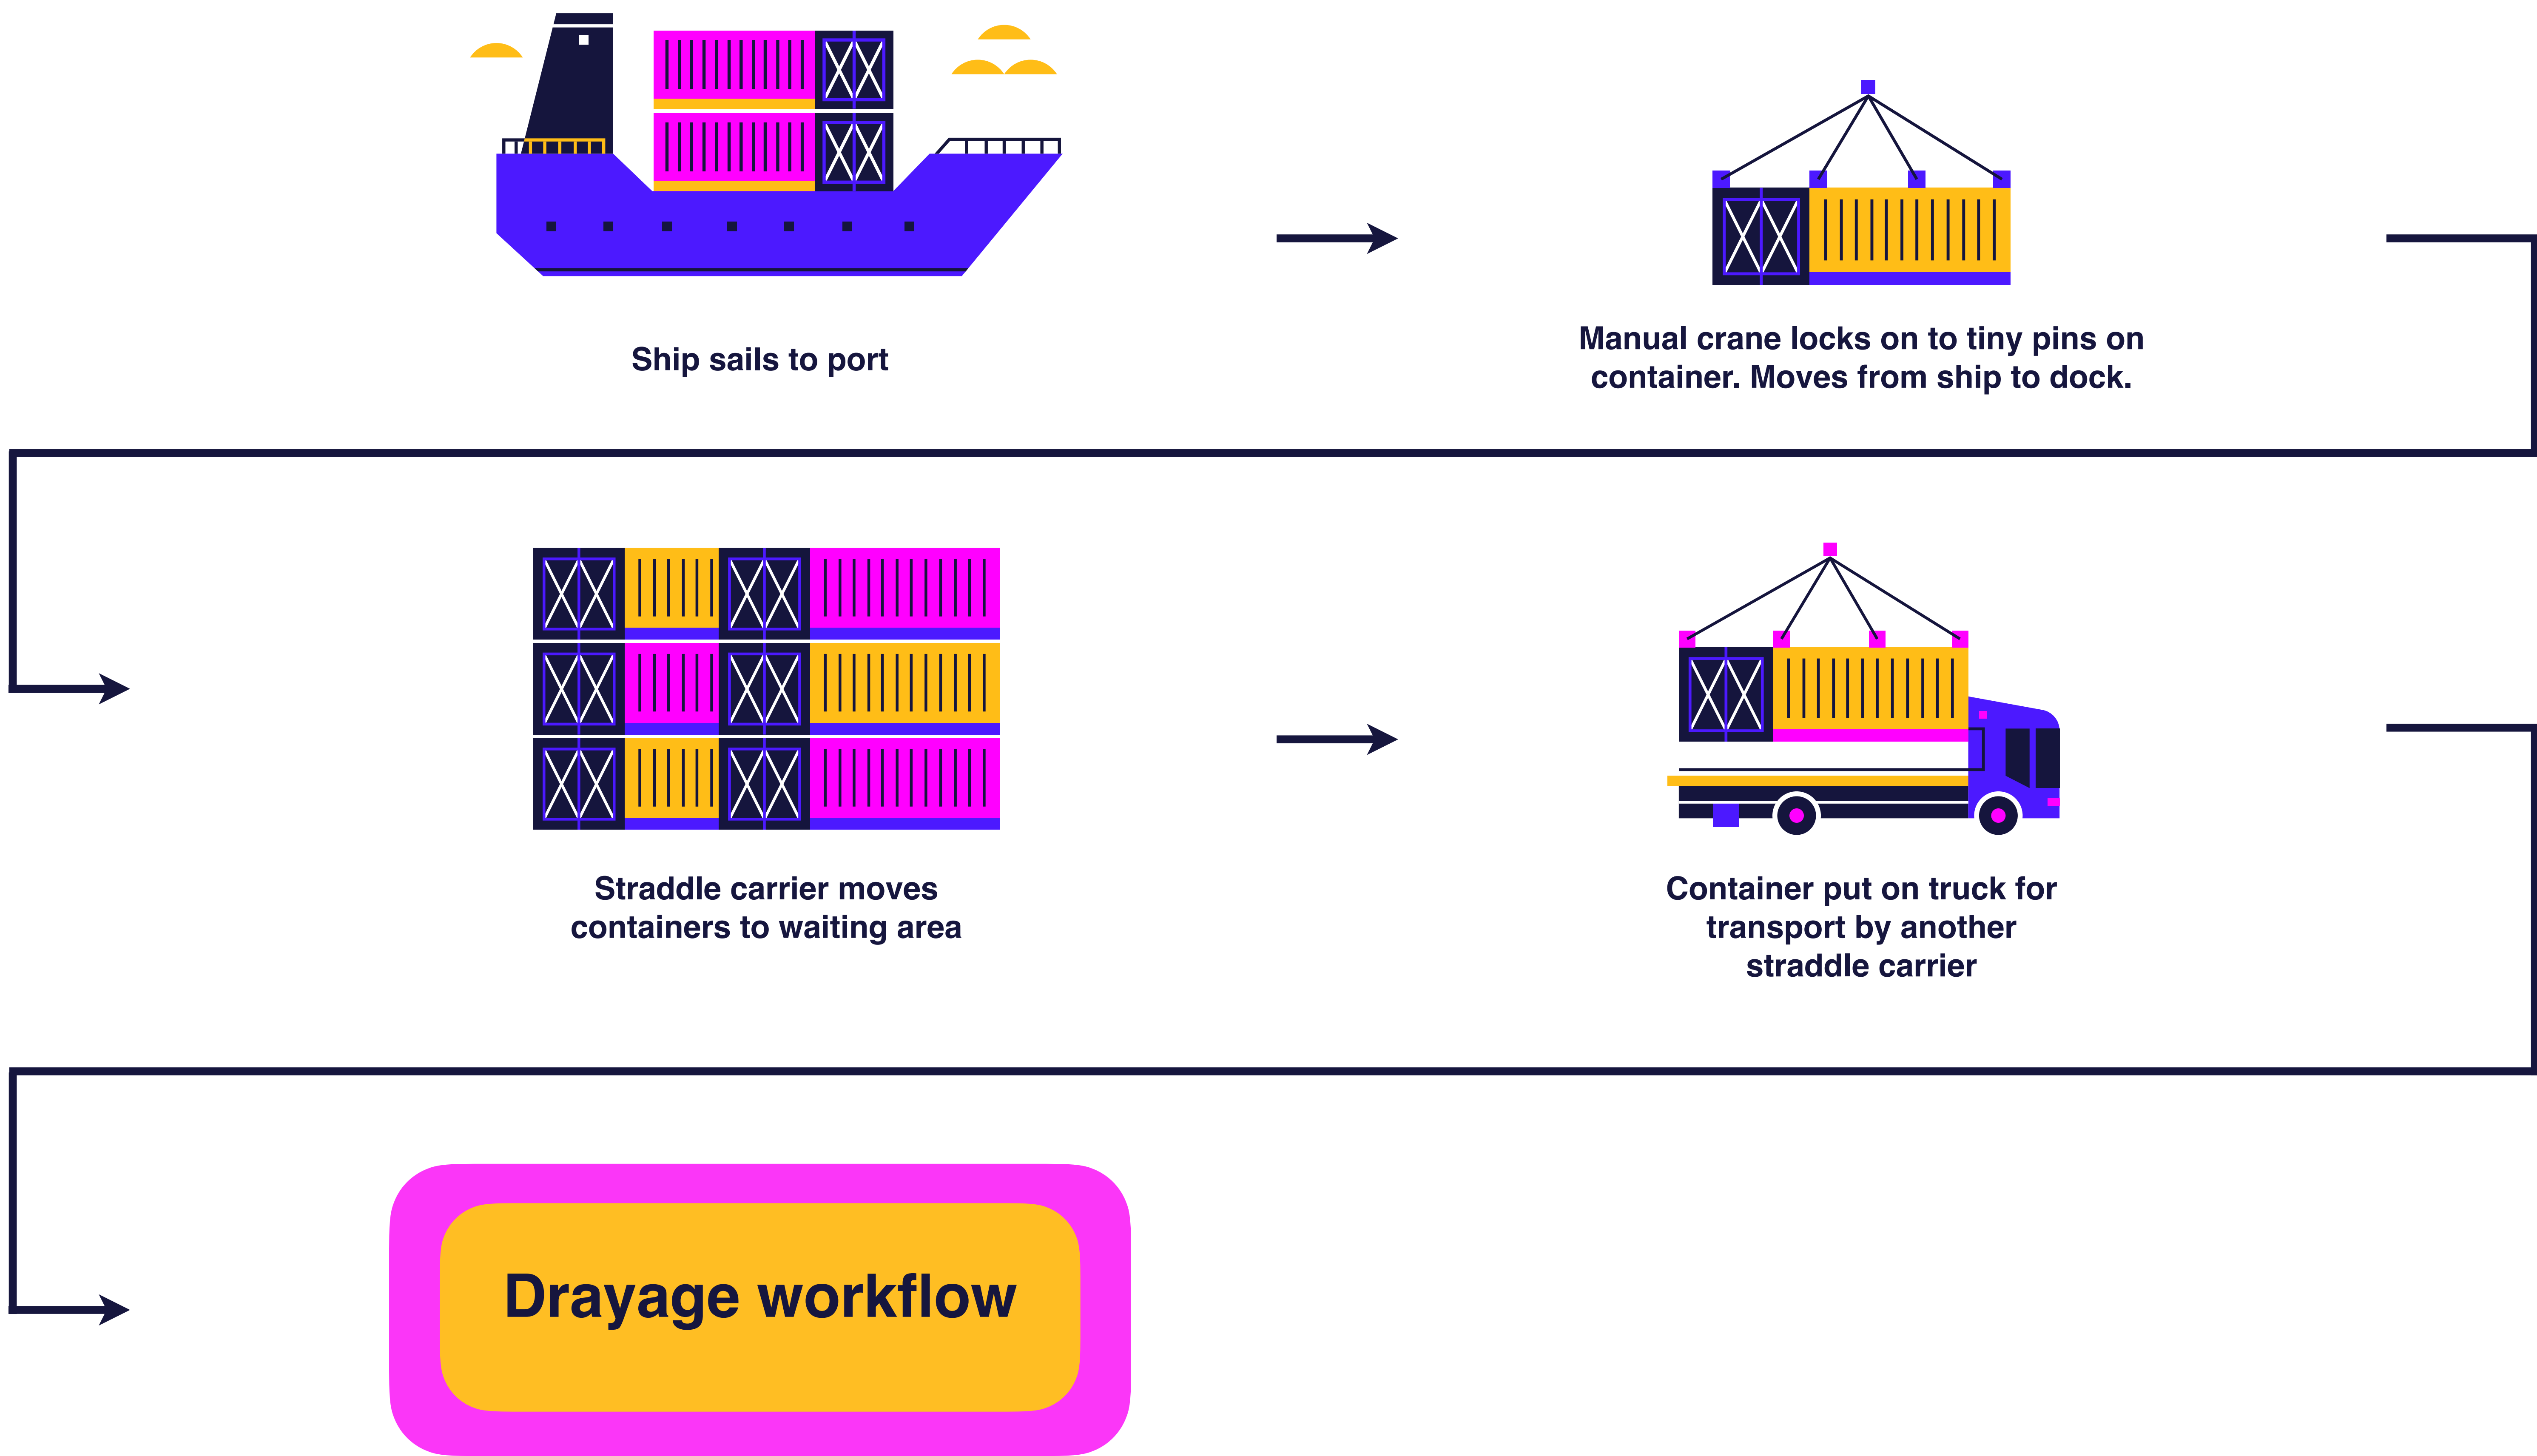 Ship sails to port
Manual crane locks on to tiny pins on
container. Moves from ship to dock.
Straddle carrier moves
containers to waiting area
Container put on truck for
transport by another
straddle carrier
Drayage workflow